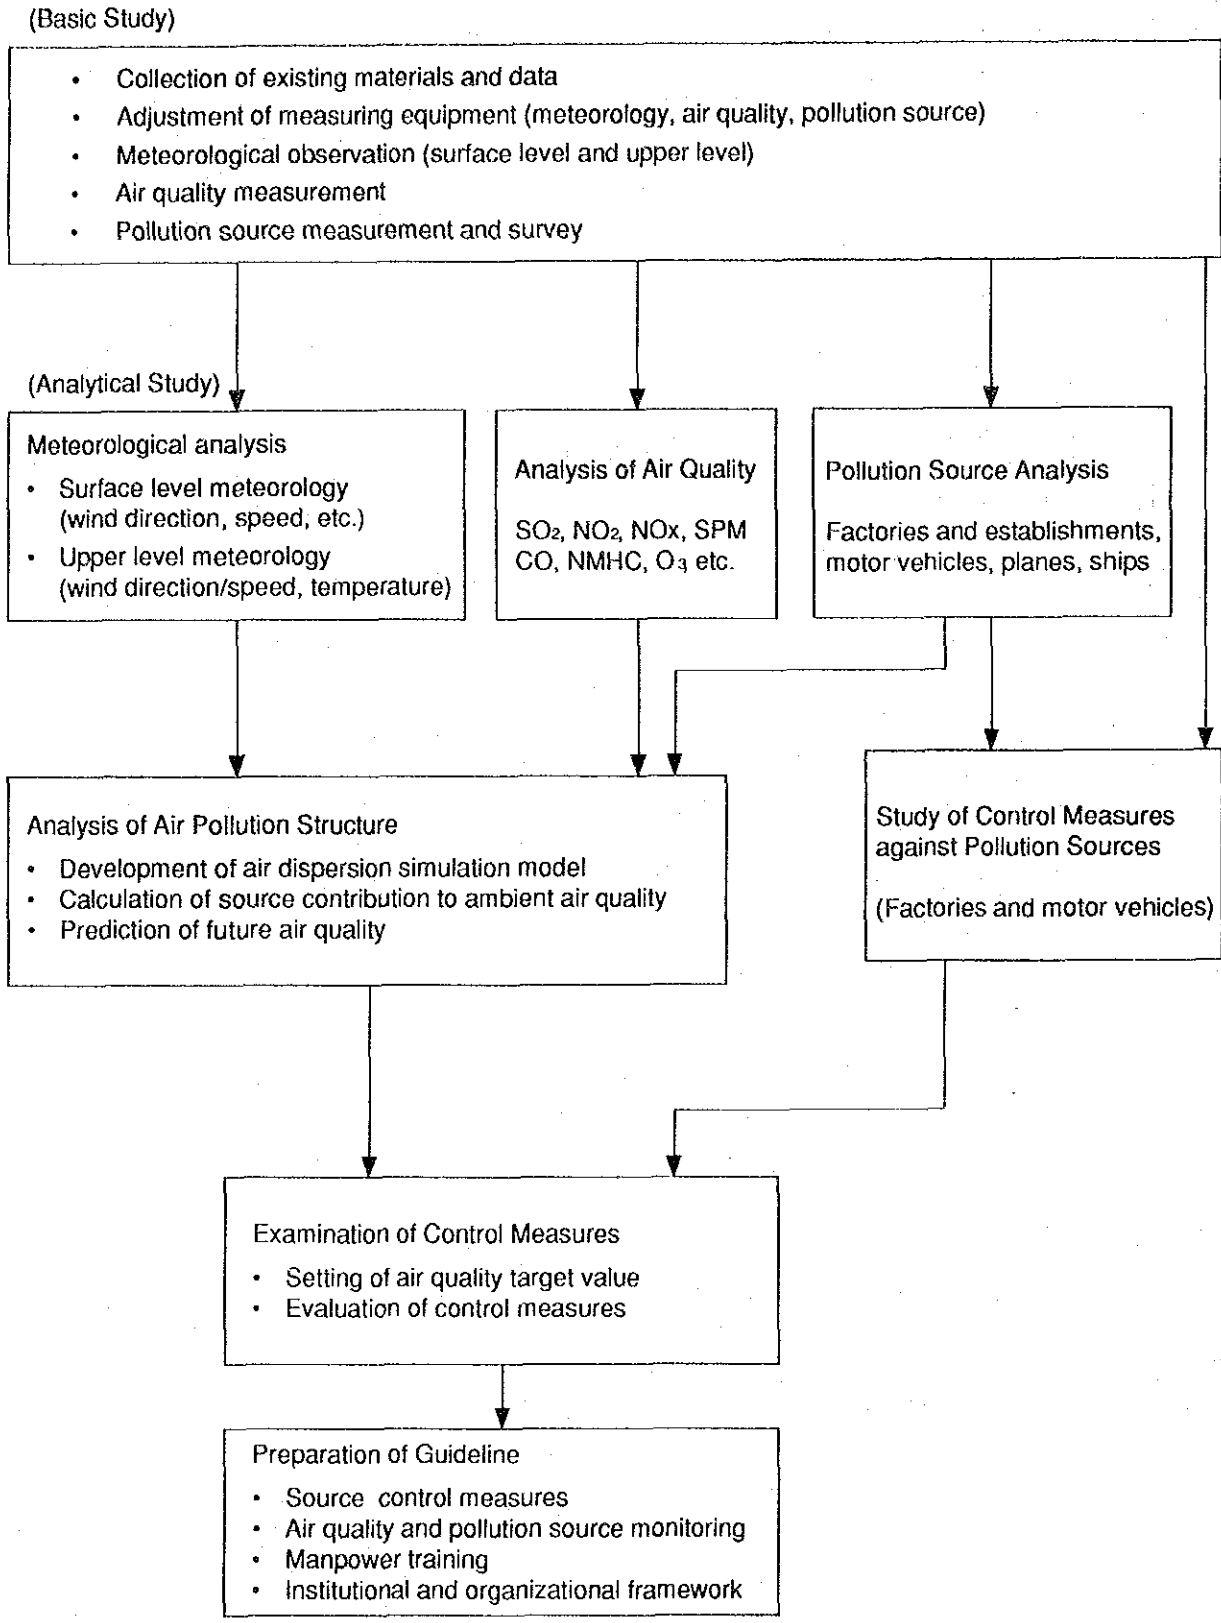 (Basic Study)
• Collection of existing materials and data
• Adjustment of measuring equipment (meteorology, air quality, pollution source)
• Meteorological observation (surface level and upper level)
• Air quality measurement
• Pollution source measurement and survey
(Analytical Study)
Meteorological analysis
• Surface level meteorology
(wind direction, speed, etc.)
• Upper level meteorology
(wind direction/speed, temperature)
Analysis of Air Quality
SO₂, NO₂, NOx, SPM
CO, NMHC, O₃ etc.
Pollution Source Analysis
Factories and establishments,
motor vehicles, planes, ships
Analysis of Air Pollution Structure
• Development of air dispersion simulation model
• Calculation of source contribution to ambient air quality
• Prediction of future air quality
Study of Control Measures
against Pollution Sources
(Factories and motor vehicles)
Examination of Control Measures
• Setting of air quality target value
• Evaluation of control measures
Preparation of Guideline
• Source control measures
• Air quality and pollution source monitoring
• Manpower training
• Institutional and organizational framework